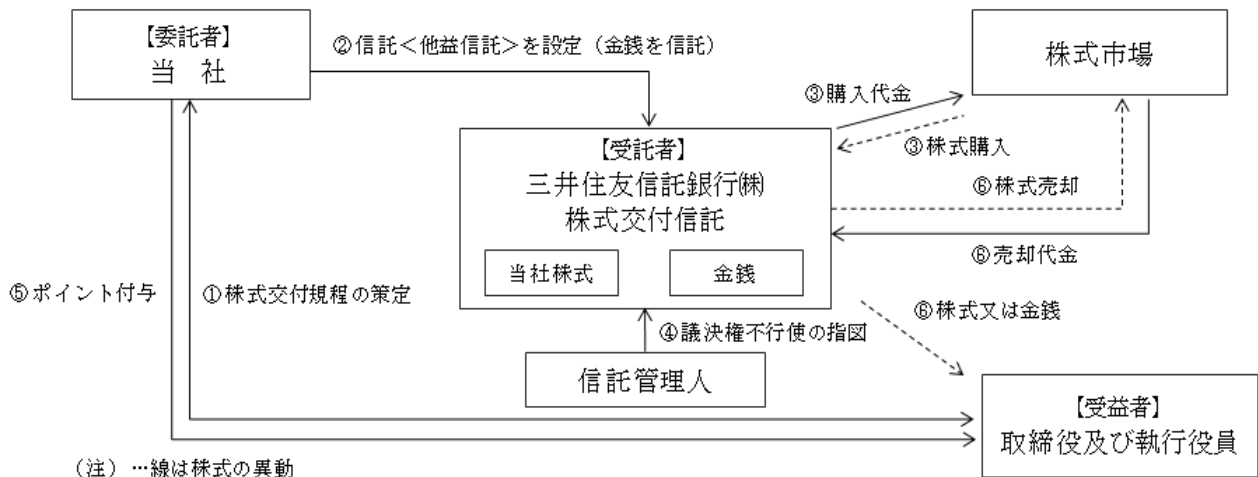 【委託者】
当 社
②信託＜他益信託＞を設定（金銭を信託）
株式市場
③購入代金
③株式購入
【受託者】
三井住友信託銀行㈱
株式交付信託
当社株式
金銭
⑥株式売却
⑥売却代金
⑤ポイント付与
①株式交付規程の策定
④議決権不行使の指図
⑥株式又は金銭
信託管理人
【受益者】
取締役及び執行役員
（注）…線は株式の異動